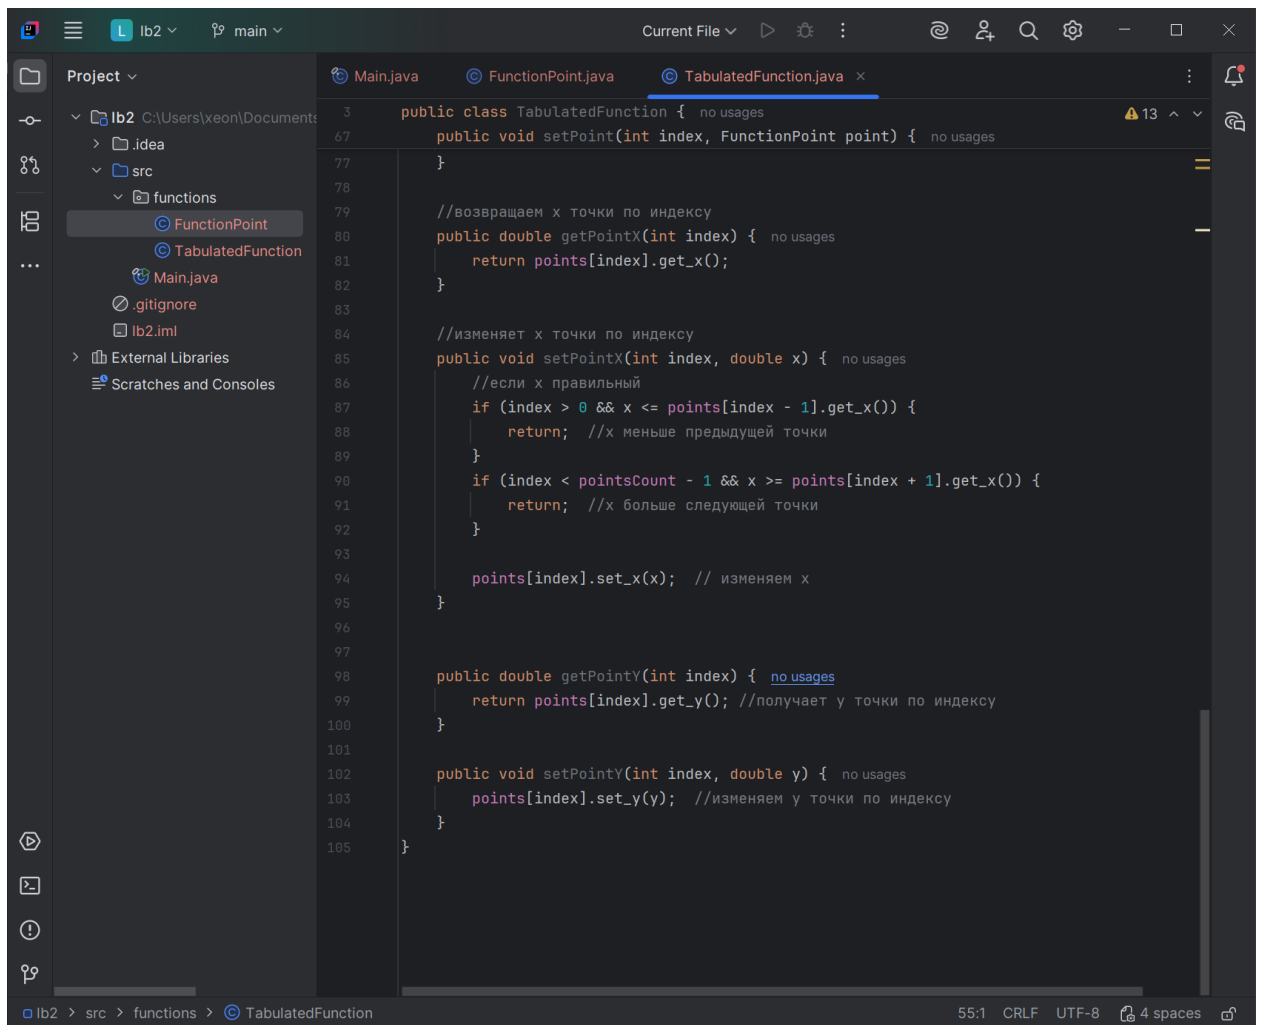 L lb2 main Current File
Project
Main.java FunctionPoint.java TabulatedFunction.java
lb2 C:\Users\xeon\Documents
.idea
src
functions
FunctionPoint
TabulatedFunction
Main.java
.gitignore
lb2.iml
External Libraries
Scratches and Consoles
3 public class TabulatedFunction { no usages
13
67 public void setPoint(int index, FunctionPoint point) { no usages
77 }
78
79 //возвращаем x точки по индексу
80 public double getPointX(int index) { no usages
81 return points[index].get_x();
82 }
83
84 //изменяет x точки по индексу
85 public void setPointX(int index, double x) { no usages
86 //если x правильный
87 if (index > 0 && x <= points[index - 1].get_x()) {
88 return; //x меньше предыдущей точки
89 }
90 if (index < pointsCount - 1 && x >= points[index + 1].get_x()) {
91 return; //x больше следующей точки
92 }
93
94 points[index].set_x(x); // изменяем x
95 }
96
97
98 public double getPointY(int index) { no usages
99 return points[index].get_y(); //получает y точки по индексу
100 }
101
102 public void setPointY(int index, double y) { no usages
103 points[index].set_y(y); //изменяем y точки по индексу
104 }
105 }
lb2 > src > functions > TabulatedFunction 55:1 CRLF UTF-8 4 spaces